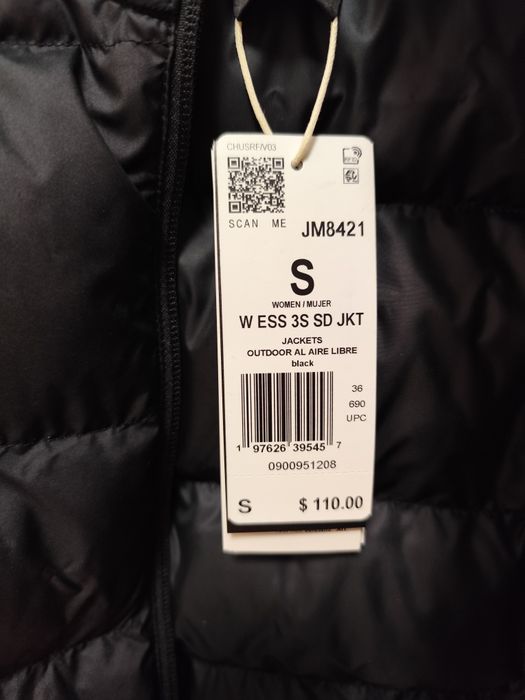 CHUSRF/V03
SCAN ME
JM8421
S
WOMEN / MUJER
W ESS 3S SD JKT
JACKETS
OUTDOOR AL AIRE LIBRE
black
36
690
UPC
1 97626 39545 7
0900951208
S $ 110.00